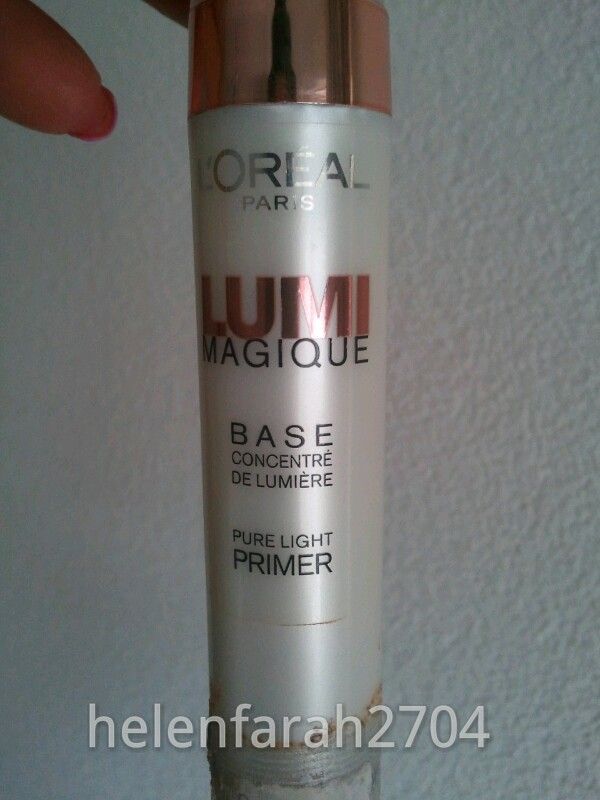 L'ORÉAL
PARIS
LUMI
MAGIQUE
BASE
CONCENTRÉ
DE LUMIÈRE
PURE LIGHT
PRIMER
helenfarah2704